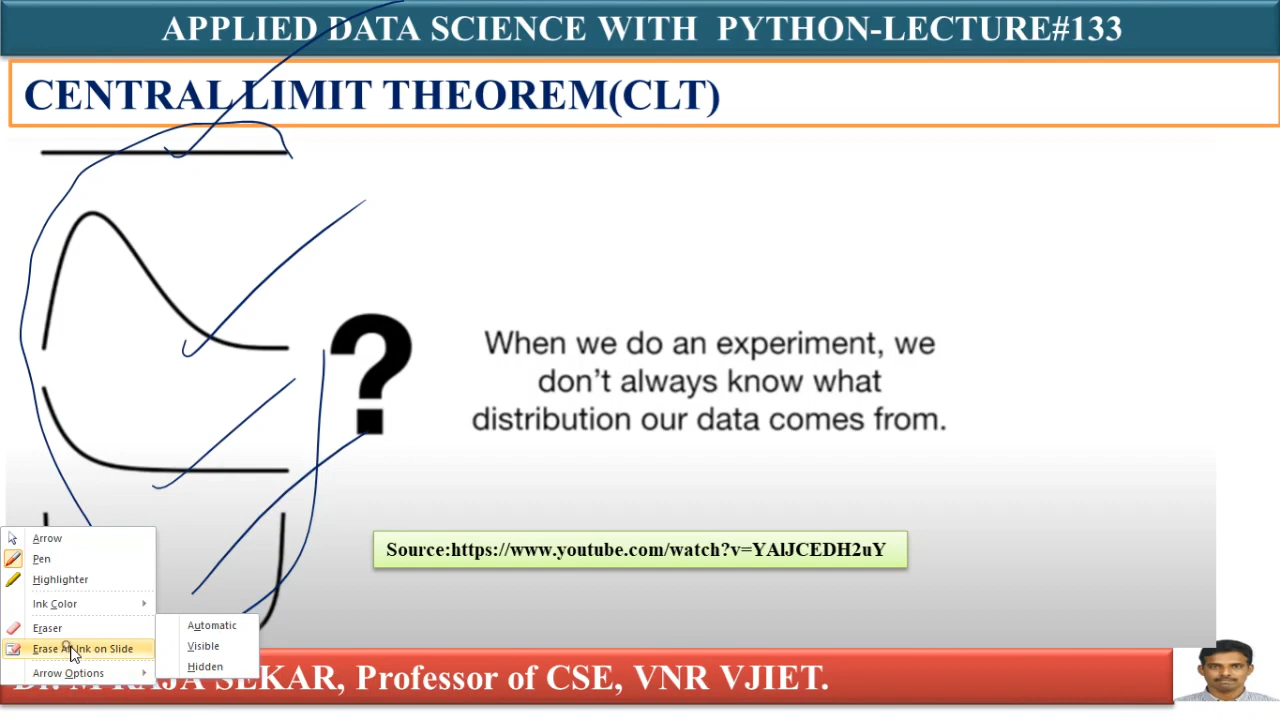 APPLIED DATA SCIENCE WITH PYTHON-LECTURE#133
CENTRAL LIMIT THEOREM(CLT)
?
When we do an experiment, we
don't always know what
distribution our data comes from.
Source:https://www.youtube.com/watch?v=YAlJCEDH2uY
Arrow
Pen
Highlighter
Ink Color
Eraser
Erase All Ink on Slide
Arrow Options
Automatic
Visible
Hidden
Dr. M RAJA SEKAR, Professor of CSE, VNR VJIET.